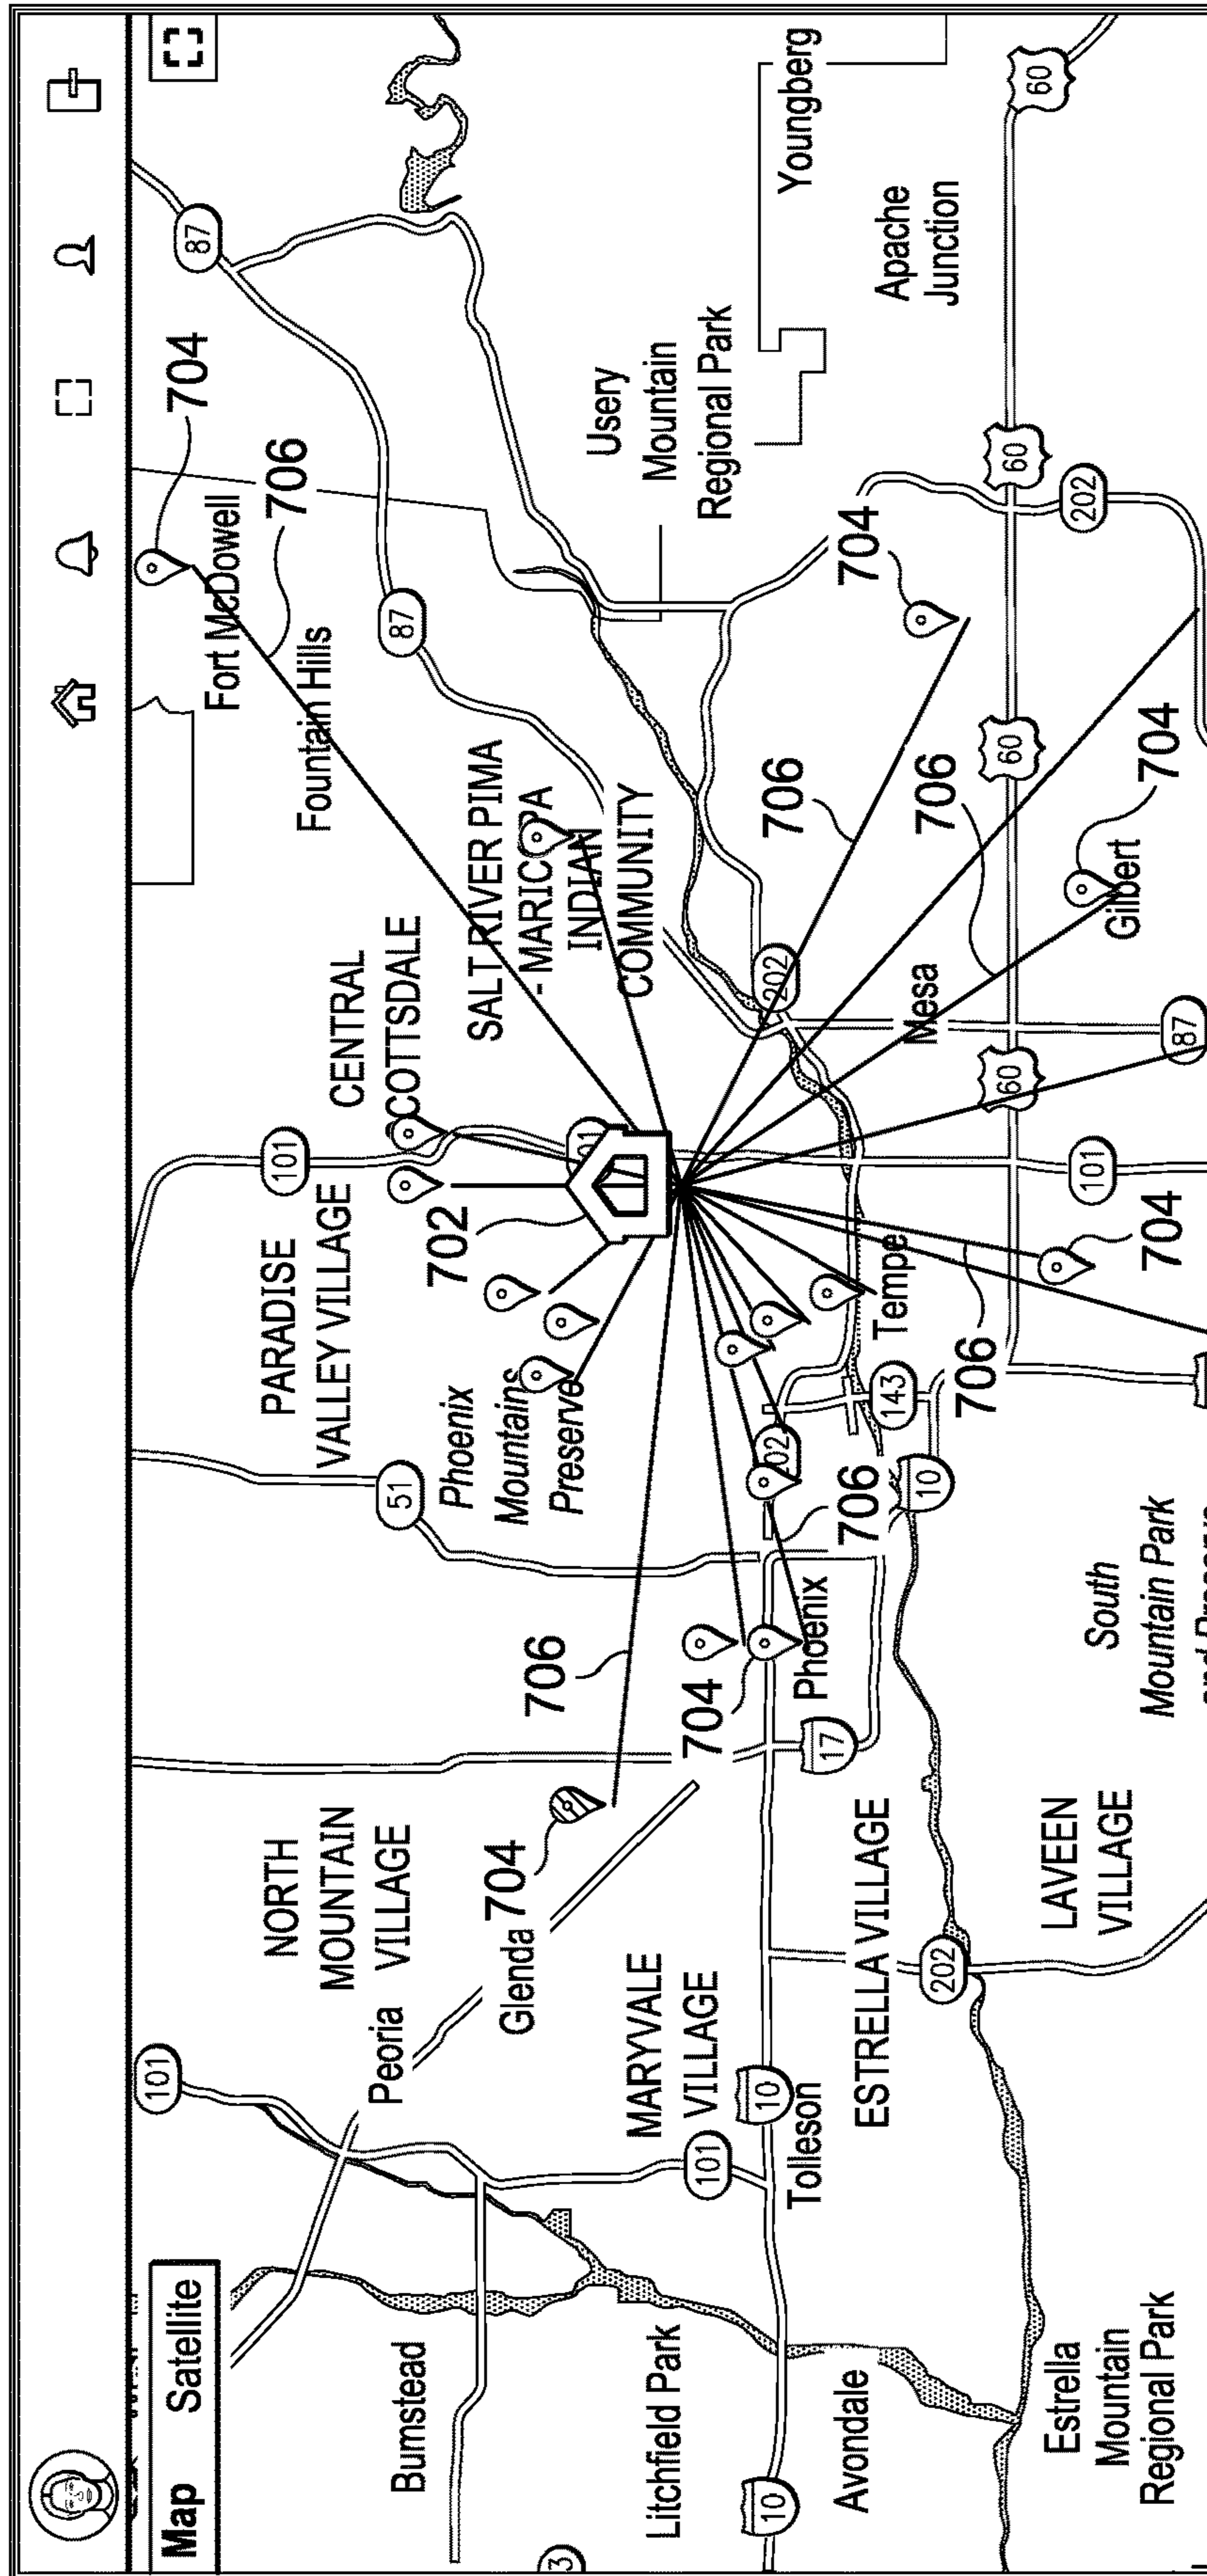 Map Satellite
101
Bumstead
Peoria
NORTH
MOUNTAIN
VILLAGE
51
PARADISE
VALLEY VILLAGE
101
CENTRAL
SCOTTSDALE
Fountain Hills
Fort McDowell
704
706
87
87
702
Phoenix
Mountains
Preserve
SALT RIVER PIMA
- MARICOPA
INDIAN
COMMUNITY
Usery
Mountain
Regional Park
Youngberg
Glenda
704
706
3
Litchfield Park
MARYVALE
VILLAGE
101
704
Phoenix
10
10
Tolleson
17
706
202
202
706
704
Avondale
ESTRELLA VILLAGE
143
Tempe
Mesa
706
Apache
Junction
202
10
706
60
60
60
60
Estrella
Mountain
Regional Park
LAVEEN
VILLAGE
South
Mountain Park
704
101
87
Gilbert
704
202